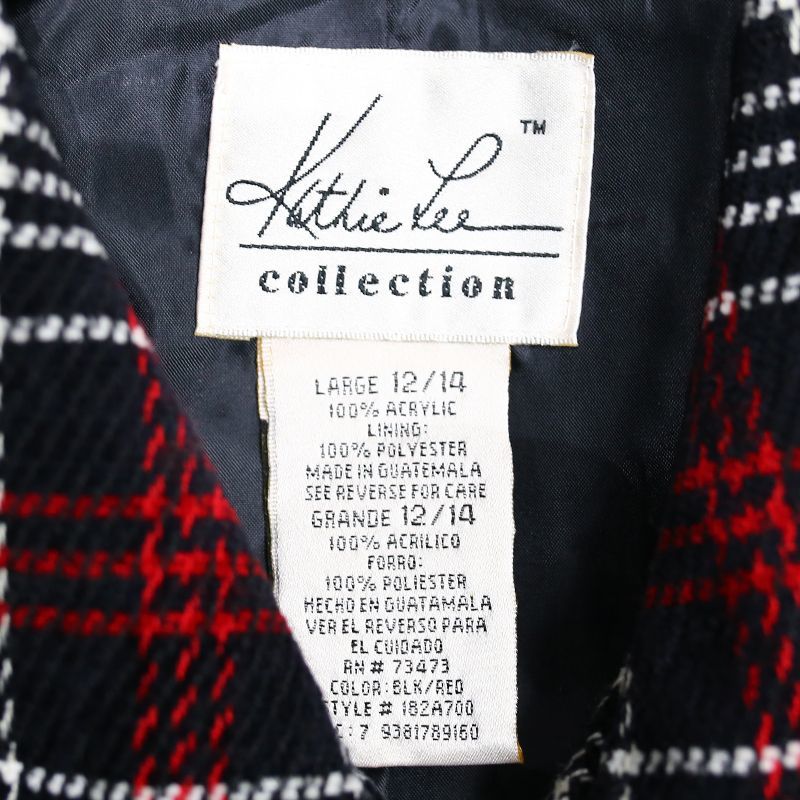 Kathie Lee ™
collection
LARGE 12/14
100% ACRYLIC
LINING:
100% POLYESTER
MADE IN GUATEMALA
SEE REVERSE FOR CARE
GRANDE 12/14
100% ACRILICO
FORRO:
100% POLIESTER
HECHO EN GUATAMALA
VER EL REVERSO PARA
EL CUIDADO
RN # 73473
COLOR: BLK/RED
STYLE # 182A700
C: 7 9381789160